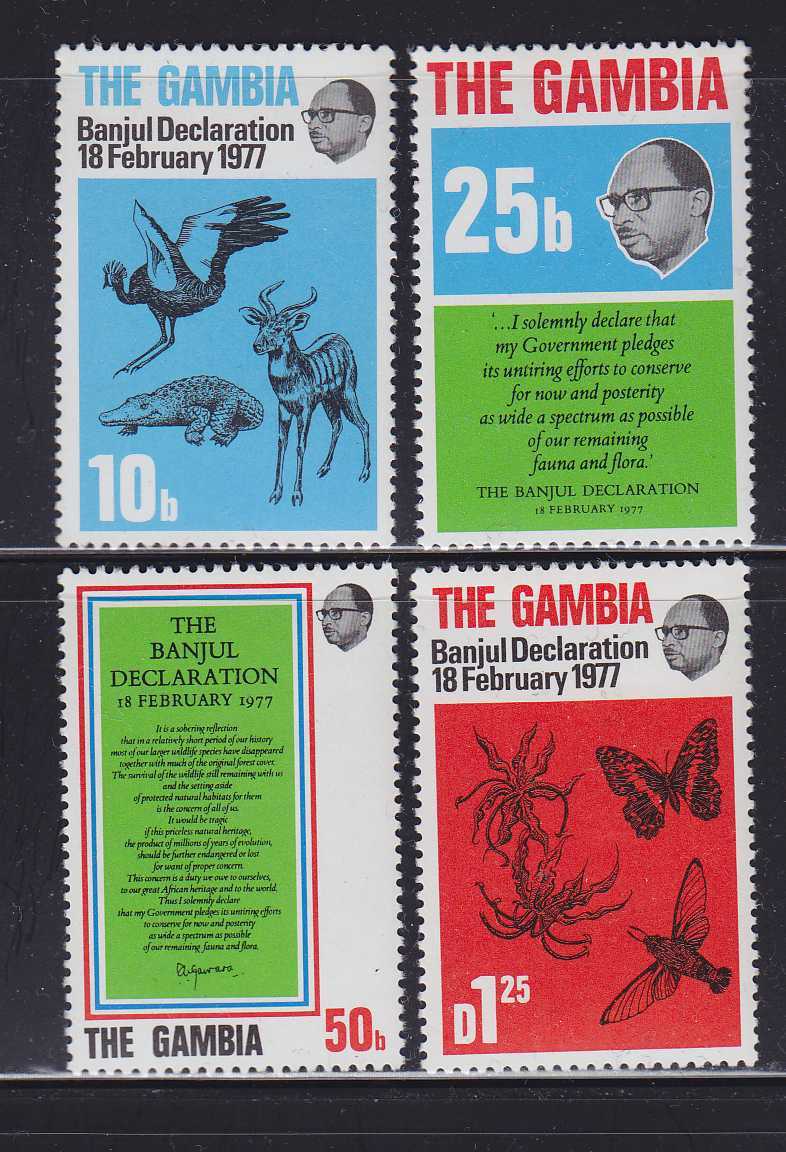 THE GAMBIA
Banjul Declaration
18 February 1977
10b
THE GAMBIA
25b
‘...I solemnly declare that
my Government pledges
its untiring efforts to conserve
for now and posterity
as wide a spectrum as possible
of our remaining
fauna and flora.’
THE BANJUL DECLARATION
18 FEBRUARY 1977
THE
BANJUL
DECLARATION
18 FEBRUARY 1977
It is a sobering reflection
that in a relatively short period of our history
most of our larger wildlife species have disappeared
together with much of the original forest cover.
The survival of the wildlife still remaining with us
and the setting aside
of protected natural habitats for them
is the concern of all of us.
It would be tragic
if this priceless natural heritage,
the product of millions of years of evolution,
should be further endangered or lost
for want of proper concern.
This concern is a duty we owe to ourselves,
to our great African heritage and to the world.
Thus I solemnly declare
that my Government pledges its untiring efforts
to conserve for now and posterity
as wide a spectrum as possible
of our remaining fauna and flora.
THE GAMBIA
50b
THE GAMBIA
Banjul Declaration
18 February 1977
D1 25